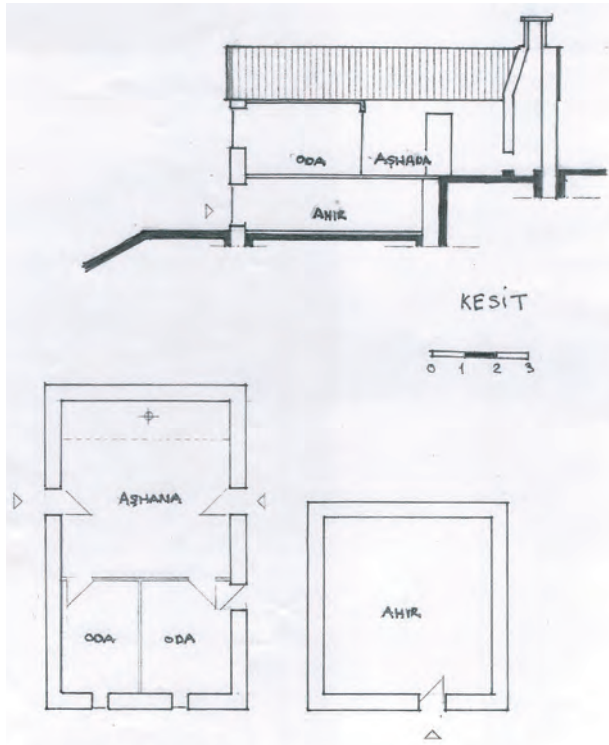 ODA AŞHADA
AHIR
KESİT
0 1 2 3
AŞHANA
ODA ODA
AHIR